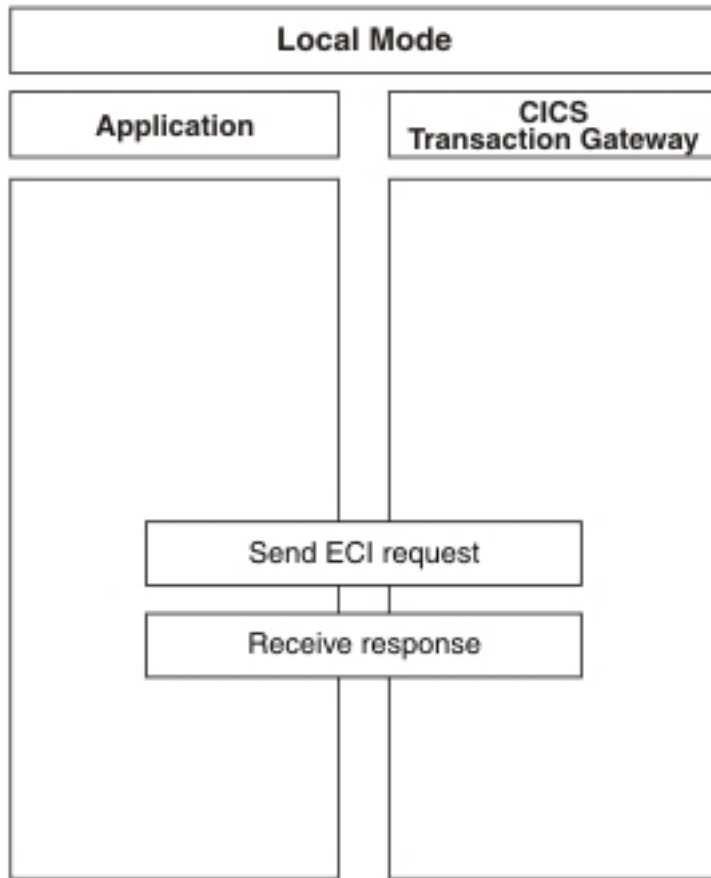 Local Mode
Application
CICS
Transaction Gateway
Send ECI request
Receive response